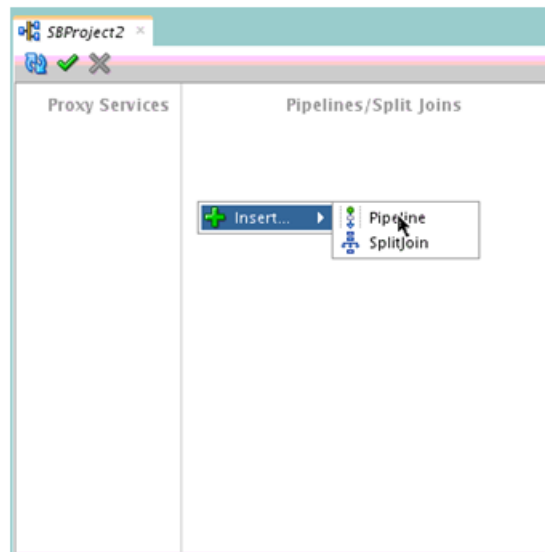 SBProject2
Proxy Services
Pipelines/Split Joins
Insert...
Pipeline
SplitJoin